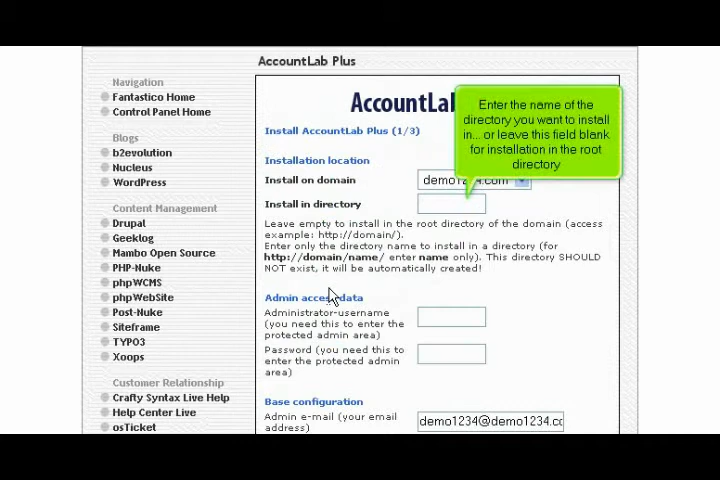 AccountLab Plus
Navigation
Fantastico Home
Control Panel Home
Blogs
b2evolution
Nucleus
WordPress
Content Management
Drupal
Geeklog
Mambo Open Source
PHP-Nuke
phpWCMS
phpWebSite
Post-Nuke
Siteframe
TYPO3
Xoops
Customer Relationship
Crafty Syntax Live Help
Help Center Live
osTicket
AccountLab
Install AccountLab Plus (1/3)
Enter the name of the
directory you want to install
in... or leave this field blank
for installation in the root
directory
Installation location
Install on domain
demo1234.com
Install in directory
Leave empty to install in the root directory of the domain (access
example: http://domain/).
Enter only the directory name to install in a directory (for
http://domain/name/ enter name only). This directory SHOULD
NOT exist, it will be automatically created!
Admin access data
Administrator-username
(you need this to enter the
protected admin area)
Password (you need this to
enter the protected admin
area)
Base configuration
Admin e-mail (your email
address)
demo1234@demo1234.co